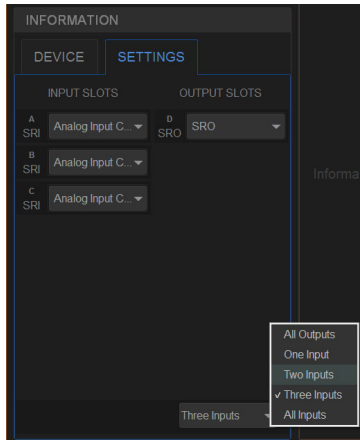 INFORMATION
DEVICE SETTINGS
INPUT SLOTS OUTPUT SLOTS
A
SRI Analog Input C...
D
SRO SRO
B
SRI Analog Input C...
C
SRI Analog Input C...
Informa
All Outputs
One Input
Two Inputs
✓ Three Inputs
All Inputs
Three Inputs